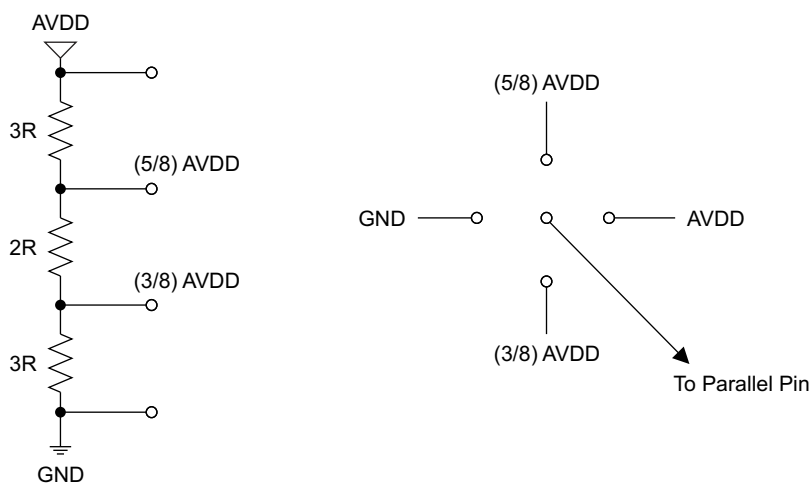 AVDD
3R
(5/8) AVDD
2R
(3/8) AVDD
3R
GND
(5/8) AVDD
GND
AVDD
(3/8) AVDD
To Parallel Pin